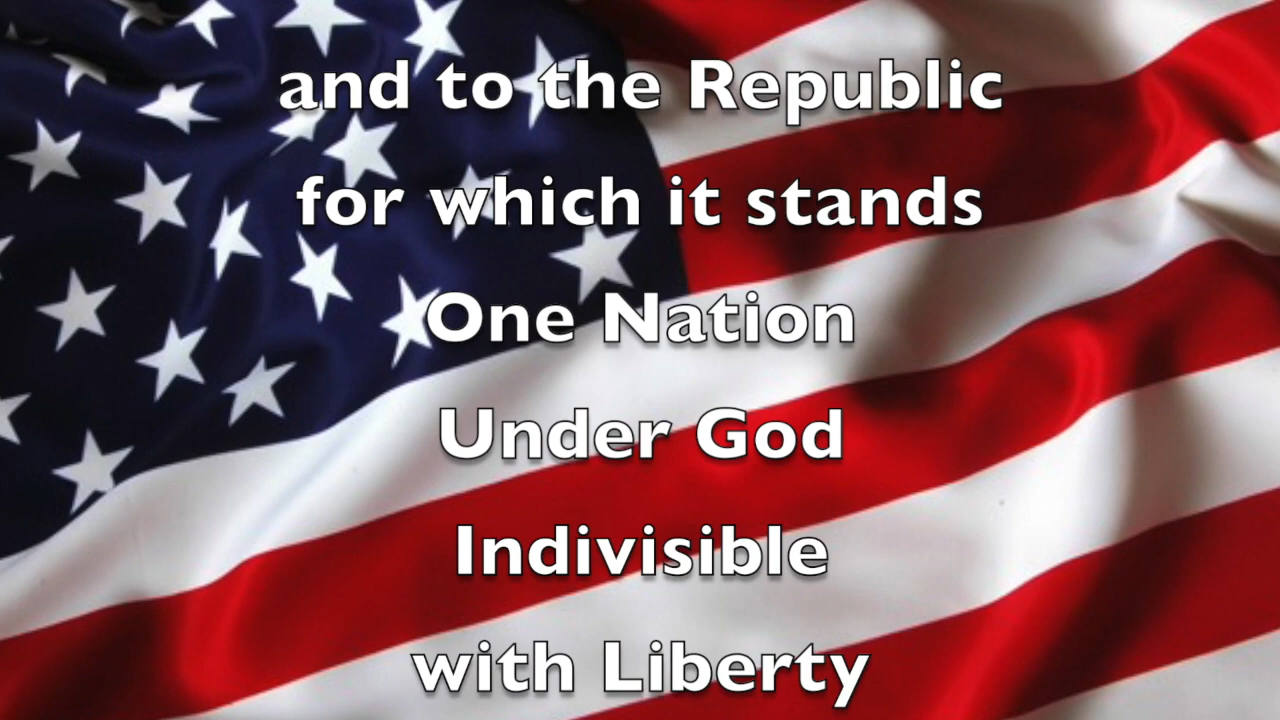 and to the Republic
for which it stands
One Nation
Under God
Indivisible
with Liberty